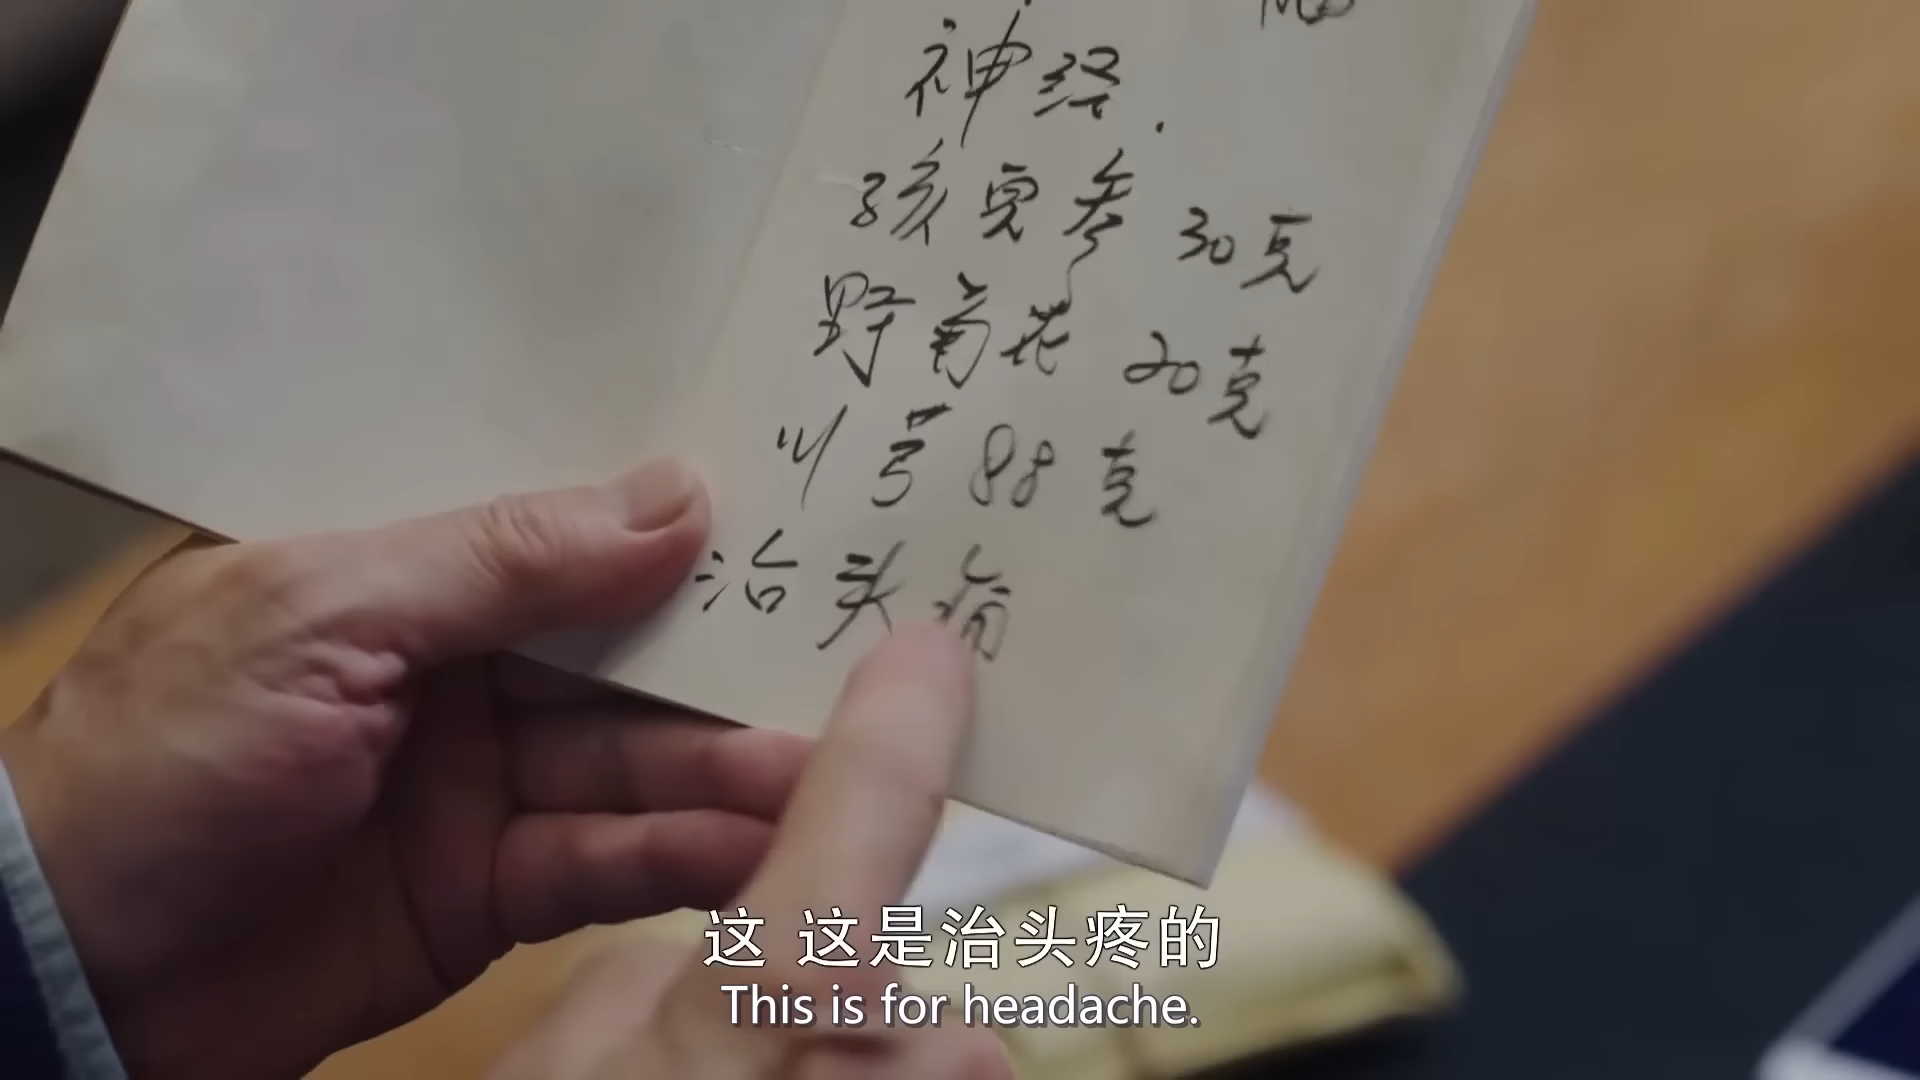 神经.
孩儿参 30克
野菊花 20克
川芎 88克
治头痛
这 这是治头疼的
This is for headache.